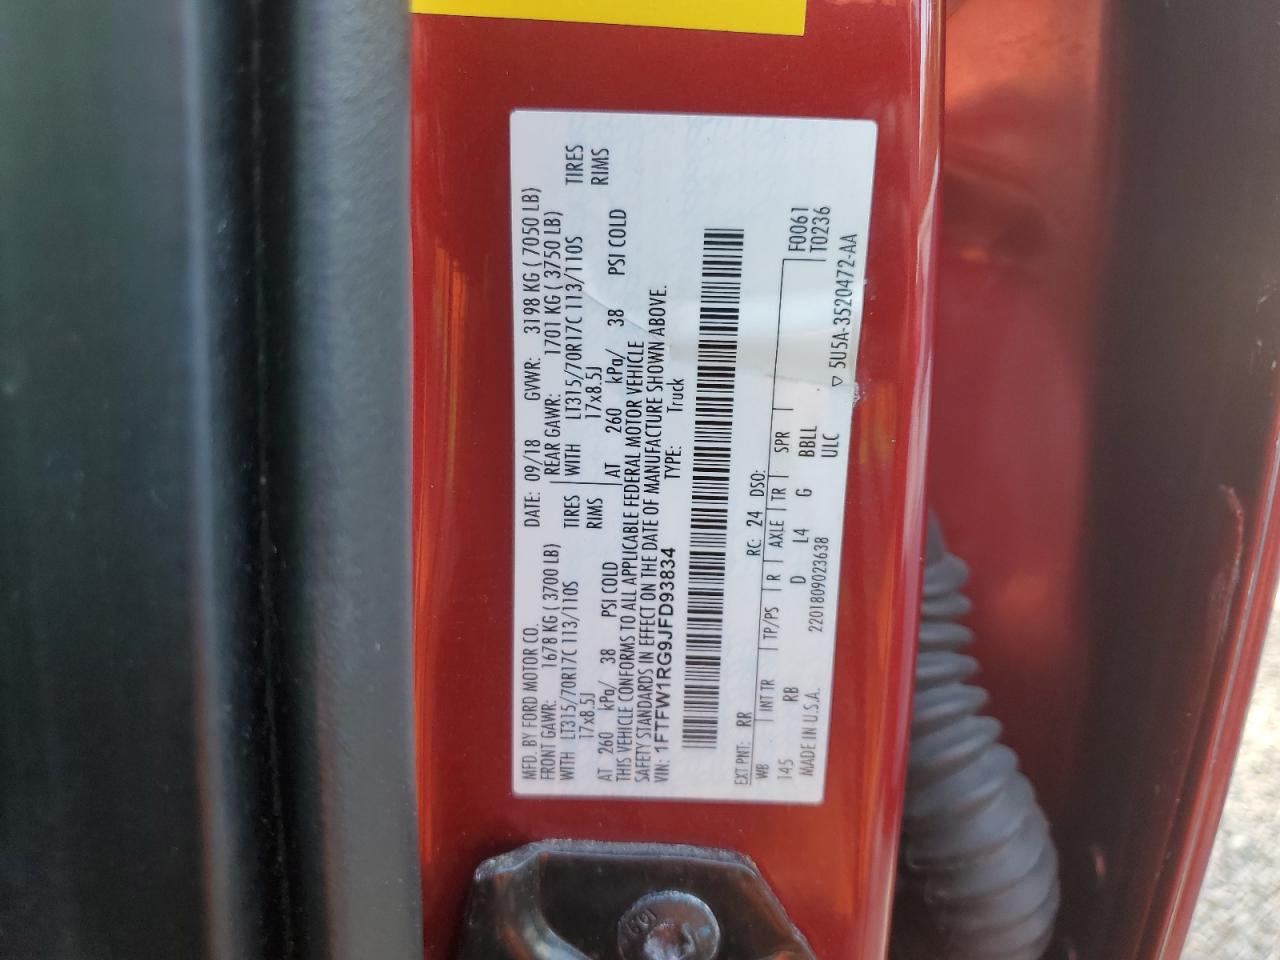 MFD. BY FORD MOTOR CO. DATE: 09/18 GVWR: 3198 KG ( 7050 LB)
FRONT GAWR: 1678 KG ( 3700 LB) REAR GAWR: 1701 KG ( 3750 LB)
WITH LT315/70R17C 113/110S TIRES WITH LT315/70R17C 113/110S TIRES
17x8.5J RIMS 17x8.5J RIMS
AT 260 kPa/ 38 PSI COLD AT 260 kPa/ 38 PSI COLD
THIS VEHICLE CONFORMS TO ALL APPLICABLE FEDERAL MOTOR VEHICLE
SAFETY STANDARDS IN EFFECT ON THE DATE OF MANUFACTURE SHOWN ABOVE.
VIN: 1FTFW1RG9JFD93834 TYPE: Truck
EXT PNT: RR RC: 24 DSO:
WB INT TR TP/PS R AXLE TR SPR F0061
145 RB D L4 G BBLL T0236
MADE IN U.S.A. 2201809023638 ULC ▽ 5U5A-3520472-AA